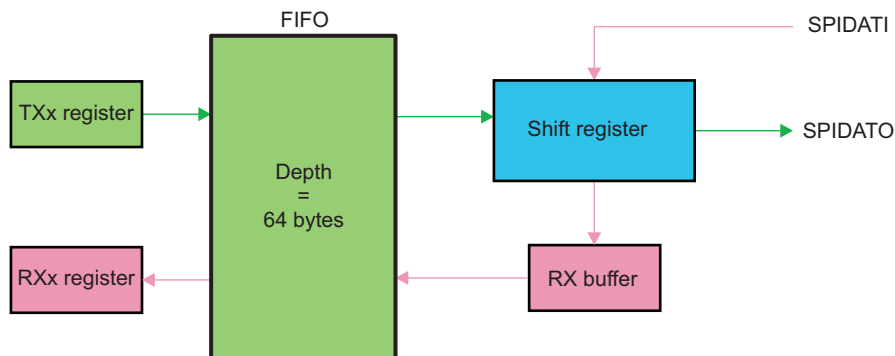 FIFO
SPIDATI
TXx register
Shift register
SPIDATO
Depth
=
64 bytes
RXx register
RX buffer